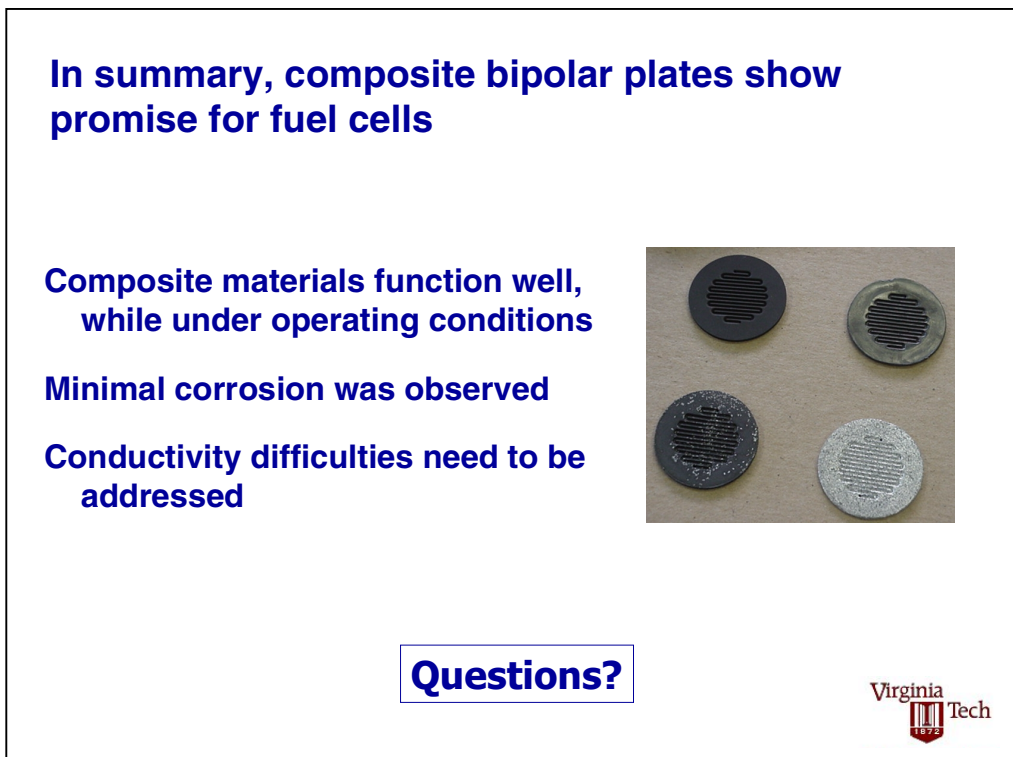 In summary, composite bipolar plates show
promise for fuel cells
Composite materials function well,
while under operating conditions
Minimal corrosion was observed
Conductivity difficulties need to be
addressed
Questions?
Virginia
Tech
1872